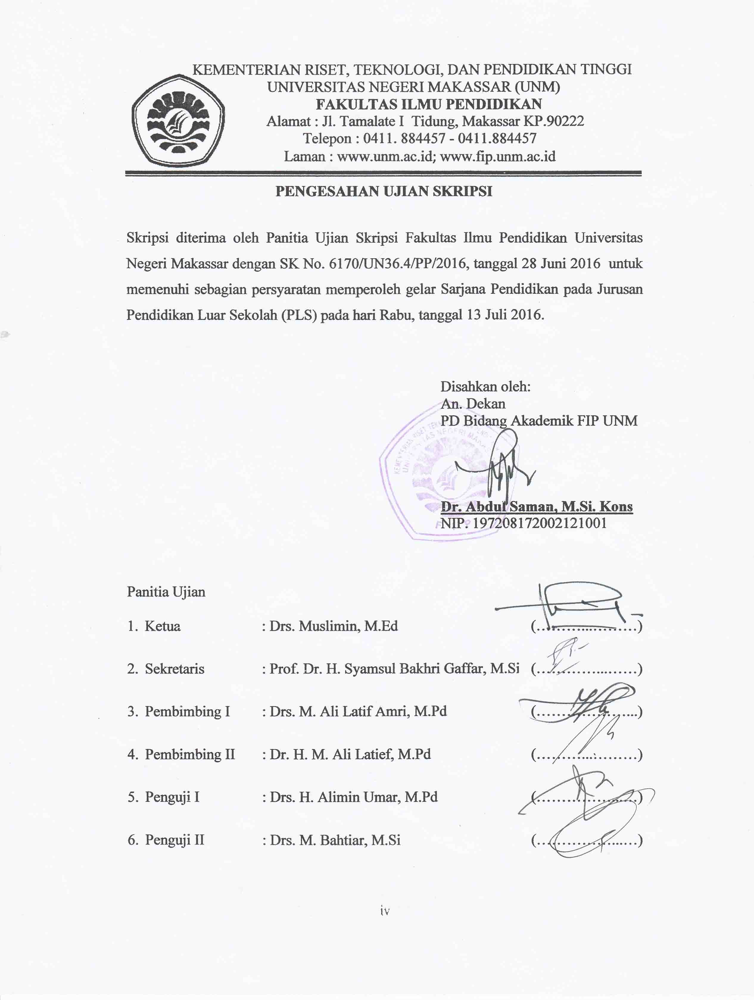 KEMENTERIAN RISET, TEKNOLOGI, DAN PENDIDIKAN TINGGI
UNIVERSITAS NEGERI MAKASSAR (UNM)
FAKULTAS ILMU PENDIDIKAN
Alamat : Jl. Tamalate I Tidung, Makassar KP.90222
Telepon : 0411. 884457 - 0411.884457
Laman : www.unm.ac.id; www.fip.unm.ac.id
PENGESAHAN UJIAN SKRIPSI
Skripsi diterima oleh Panitia Ujian Skripsi Fakultas Ilmu Pendidikan Universitas
Negeri Makassar dengan SK No. 6170/UN36.4/PP/2016, tanggal 28 Juni 2016 untuk
memenuhi sebagian persyaratan memperoleh gelar Sarjana Pendidikan pada Jurusan
Pendidikan Luar Sekolah (PLS) pada hari Rabu, tanggal 13 Juli 2016.
Disahkan oleh:
An. Dekan
PD Bidang Akademik FIP UNM
Dr. Abdul Saman, M.Si. Kons
NIP. 197208172002121001
Panitia Ujian
1. Ketua : Drs. Muslimin, M.Ed (........................)
2. Sekretaris : Prof. Dr. H. Syamsul Bakhri Gaffar, M.Si (........................)
3. Pembimbing I : Drs. M. Ali Latif Amri, M.Pd (........................)
4. Pembimbing II : Dr. H. M. Ali Latief, M.Pd (........................)
5. Penguji I : Drs. H. Alimin Umar, M.Pd (........................)
6. Penguji II : Drs. M. Bahtiar, M.Si (........................)
iv